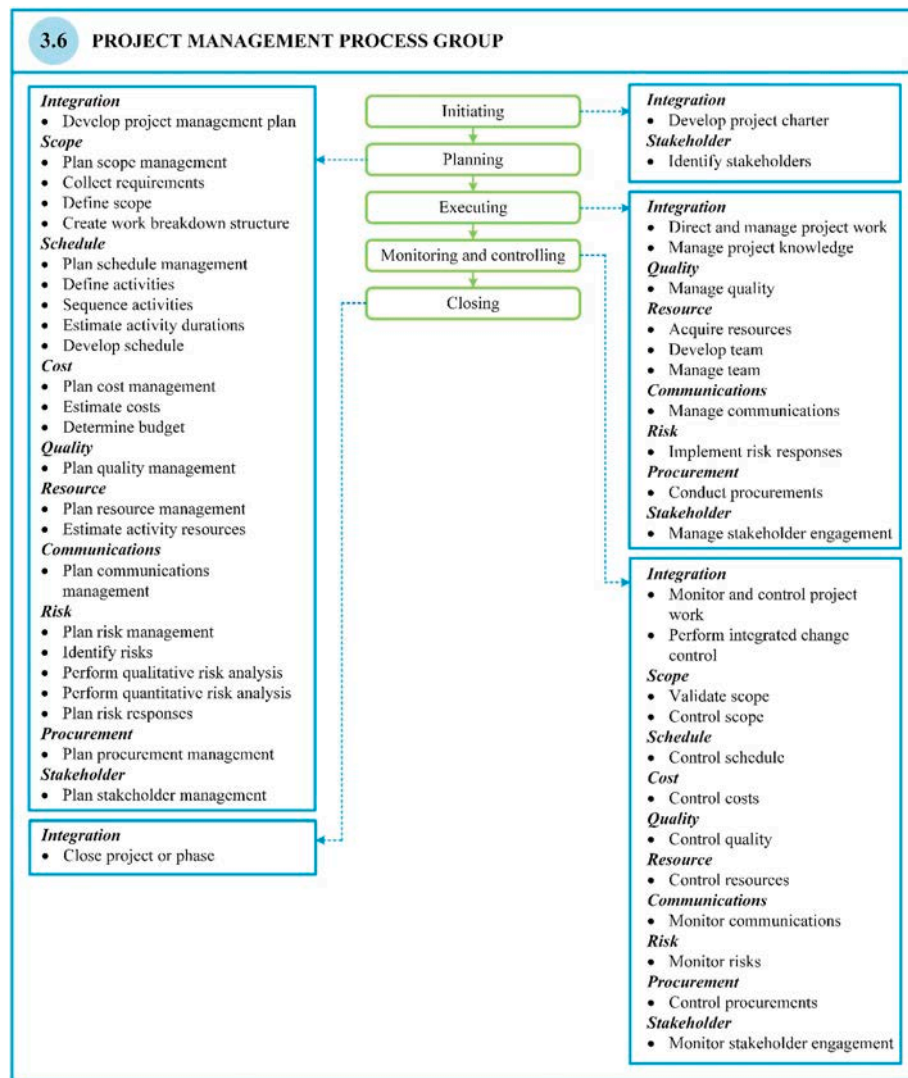 3.6 PROJECT MANAGEMENT PROCESS GROUP
Initiating
Planning
Executing
Monitoring and controlling
Closing
Integration
• Develop project management plan
Scope
• Plan scope management
• Collect requirements
• Define scope
• Create work breakdown structure
Schedule
• Plan schedule management
• Define activities
• Sequence activities
• Estimate activity durations
• Develop schedule
Cost
• Plan cost management
• Estimate costs
• Determine budget
Quality
• Plan quality management
Resource
• Plan resource management
• Estimate activity resources
Communications
• Plan communications
management
Risk
• Plan risk management
• Identify risks
• Perform qualitative risk analysis
• Perform quantitative risk analysis
• Plan risk responses
Procurement
• Plan procurement management
Stakeholder
• Plan stakeholder management
Integration
• Close project or phase
Integration
• Develop project charter
Stakeholder
• Identify stakeholders
Integration
• Direct and manage project work
• Manage project knowledge
Quality
• Manage quality
Resource
• Acquire resources
• Develop team
• Manage team
Communications
• Manage communications
Risk
• Implement risk responses
Procurement
• Conduct procurements
Stakeholder
• Manage stakeholder engagement
Integration
• Monitor and control project
work
• Perform integrated change
control
Scope
• Validate scope
• Control scope
Schedule
• Control schedule
Cost
• Control costs
Quality
• Control quality
Resource
• Control resources
Communications
• Monitor communications
Risk
• Monitor risks
Procurement
• Control procurements
Stakeholder
• Monitor stakeholder engagement